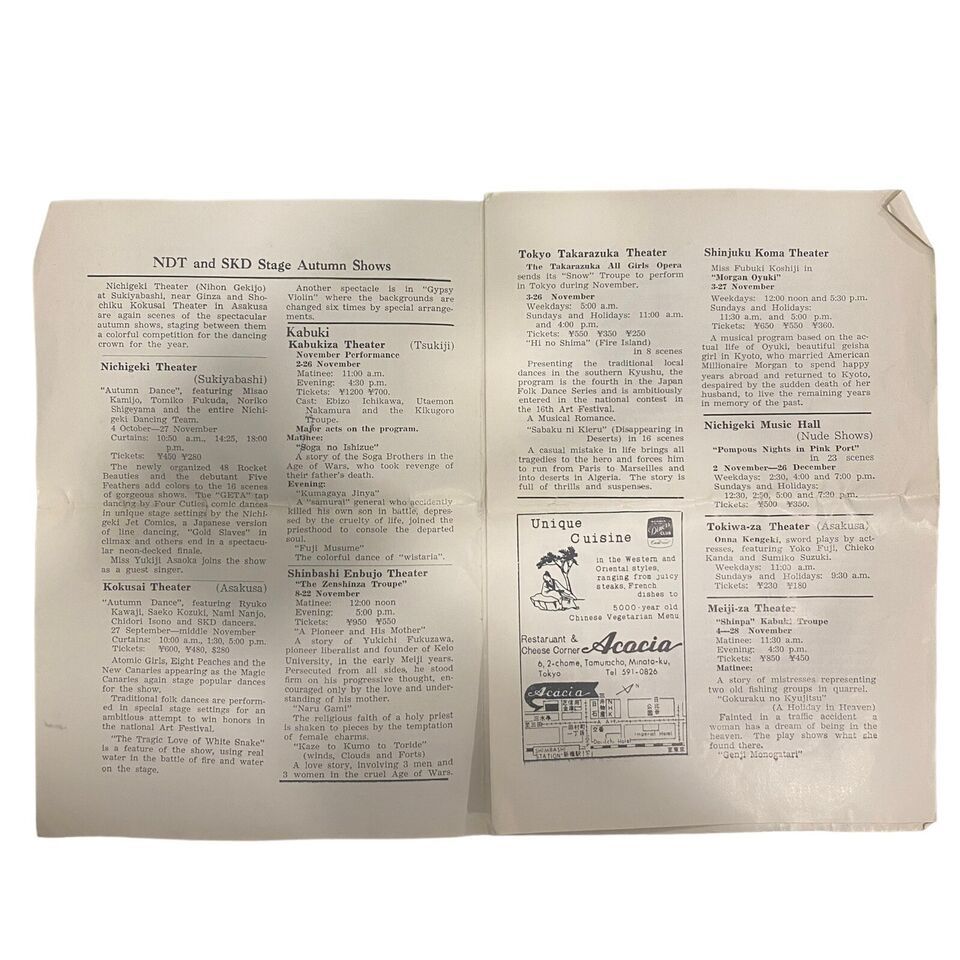 NDT and SKD Stage Autumn Shows
Nichigeki Theater (Nihon Gekijo)
at Sukiyabashi, near Ginza and Sho-
chiku Kokusai Theater in Asakusa
are again scenes of the spectacular
autumn shows, staging between them
a colorful competition for the dancing
crown for the year.
Nichigeki Theater
(Sukiyabashi)
"Autumn Dance", featuring Misao
Kamijo, Tomiko Fukuda, Noriko
Shigeyama and the entire Nichi-
geki Dancing Team.
4 October—27 November
Curtains: 10:50 a.m., 14:25, 18:00
p.m.
Tickets: ¥450 ¥280
The newly organized 48 Rocket
Beauties and the debutant Five
Feathers add colors to the 16 scenes
of gorgeous shows. The "GETA" tap
dancing by Four Cuties, comic dances
in unique stage settings by the Nichi-
geki Jet Comics, a Japanese version
of line dancing, "Gold Slaves" in
climax and others end in a spectacu-
lar neon-decked finale.
Miss Yukiji Asaoka joins the show
as a guest singer.
Kokusai Theater (Asakusa)
"Autumn Dance", featuring Ryuko
Kawaji, Saeko Kozuki, Nami Nanjo,
Chidori Isono and SKD dancers.
27 September—middle November
Curtains: 10:00 a.m., 1:30, 5:00 p.m.
Tickets: ¥600, ¥480, $280
Atomic Girls, Eight Peaches and the
New Canaries appearing as the Magic
Canaries again stage popular dances
for the show.
Traditional folk dances are perform-
ed in special stage settings for an
ambitious attempt to win honors in
the national Art Festival.
"The Tragic Love of White Snake"
is a feature of the show, using real
water in the battle of fire and water
on the stage.
Another spectacle is in "Gypsy
Violin" where the backgrounds are
changed six times by special arrange-
ments.
Kabuki
Kabukiza Theater (Tsukiji)
November Performance
2-26 November
Matinee: 11:00 a.m.
Evening: 4:30 p.m.
Tickets: ¥1200 ¥700.
Cast: Ebizo Ichikawa, Utaemon
Nakamura and the Kikugoro
Troupe.
Major acts on the program.
Matinee:
"Soga no Ishizue"
A story of the Soga Brothers in the
Age of Wars, who took revenge of
their father's death.
Evening:
"Kumagaya Jinya"
A "samurai" general who accidently
killed his own son in battle, depres-
sed by the cruelty of life, joined the
priesthood to console the departed
soul.
"Fuji Musume"
The colorful dance of "wistaria".
Shinbashi Enbujo Theater
"The Zenshinza Troupe"
8-22 November
Matinee: 12:00 noon
Evening: 5:00 p.m.
Tickets: ¥950 ¥550
"A Pioneer and His Mother"
A story of Yukichi Fukuzawa,
pioneer liberalist and founder of Keio
University, in the early Meiji years.
Persecuted from all sides, he stood
firm on his progressive thought, en-
couraged only by the love and under-
standing of his mother.
"Naru Gami"
The religious faith of a holy priest
is shaken to pieces by the temptation
of female charms.
"Kaze to Kumo to Toride"
(winds, Clouds and Forts)
A love story, involving 3 men and
3 women in the cruel Age of Wars.
Tokyo Takarazuka Theater
The Takarazuka All Girls Opera
sends its "Snow" Troupe to perform
in Tokyo during November.
3-26 November
Weekdays: 5:00 a.m.
Sundays and Holidays: 11:00 a.m.
and 4:00 p.m.
Tickets: ¥550 ¥350 ¥250
"Hi no Shima" (Fire Island)
in 8 scenes
Presenting the traditional local
dances in the southern Kyushu, the
program is the fourth in the Japan
Folk Dance Series and is ambitiously
entered in the national contest in
the 16th Art Festival.
A Musical Romance.
"Sabaku ni Kieru" (Disappearing in
Deserts) in 16 scenes
A casual mistake in life brings all
tragedies to the hero and forces him
to run from Paris to Marseilles and
into deserts in Algeria. The story is
full of thrills and suspenses.
Unique
Cuisine
Diners
CLUB
in the Western and
Oriental styles,
ranging from juicy
steaks, French
dishes to
5000-year old
Chinese Vegetarian Menu
Restaruant &
Cheese Corner Acacia
6, 2-chome, Tamuracho, Minato-ku,
Tokyo Tel 591-0826
Acacia
N
Imperial Hotel
Dai-ichi Hotel
SHIMBASHI
STATION
Shinjuku Koma Theater
Miss Fubuki Koshiji in
"Morgan Oyuki"
3-27 November
Weekdays: 12:00 noon and 5:30 p.m.
Sundays and Holidays:
11:30 a.m. and 5:00 p.m.
Tickets: ¥650 ¥550 ¥360.
A musical program based on the ac-
tual life of Oyuki, beautiful geisha
girl in Kyoto, who married American
Millionaire Morgan to spend happy
years abroad and returned to Kyoto,
despaired by the sudden death of her
husband, to live the remaining years
in memory of the past.
Nichigeki Music Hall
(Nude Shows)
"Pompous Nights in Pink Port"
in 23 scenes
2 November—26 December
Weekdays: 2:30, 4:00 and 7:00 p.m.
Sundays and Holidays:
12:30, 2:50, 5:00 and 7:30 p.m.
Tickets: ¥500 ¥350.
Tokiwa-za Theater (Asakusa)
Onna Kengeki, sword plays by act-
resses, featuring Yoko Fuji, Chieko
Kanda and Sumiko Suzuki.
Weekdays: 11:00 a.m.
Sundays and Holidays: 9:30 a.m.
Tickets: ¥230 ¥180
Meiji-za Theater
"Shinpa" Kabuki Troupe
4—28 November
Matinee: 11:30 a.m.
Evening: 4:30 p.m.
Tickets: ¥850 ¥450
Matinee:
A story of mistresses representing
two old fishing groups in quarrel.
"Gokuraku no Kyujitsu"
(A Holiday in Heaven)
Fainted in a traffic accident a
woman has a dream of being in the
heaven. The play shows what she
found there.
"Genji Monogatari"